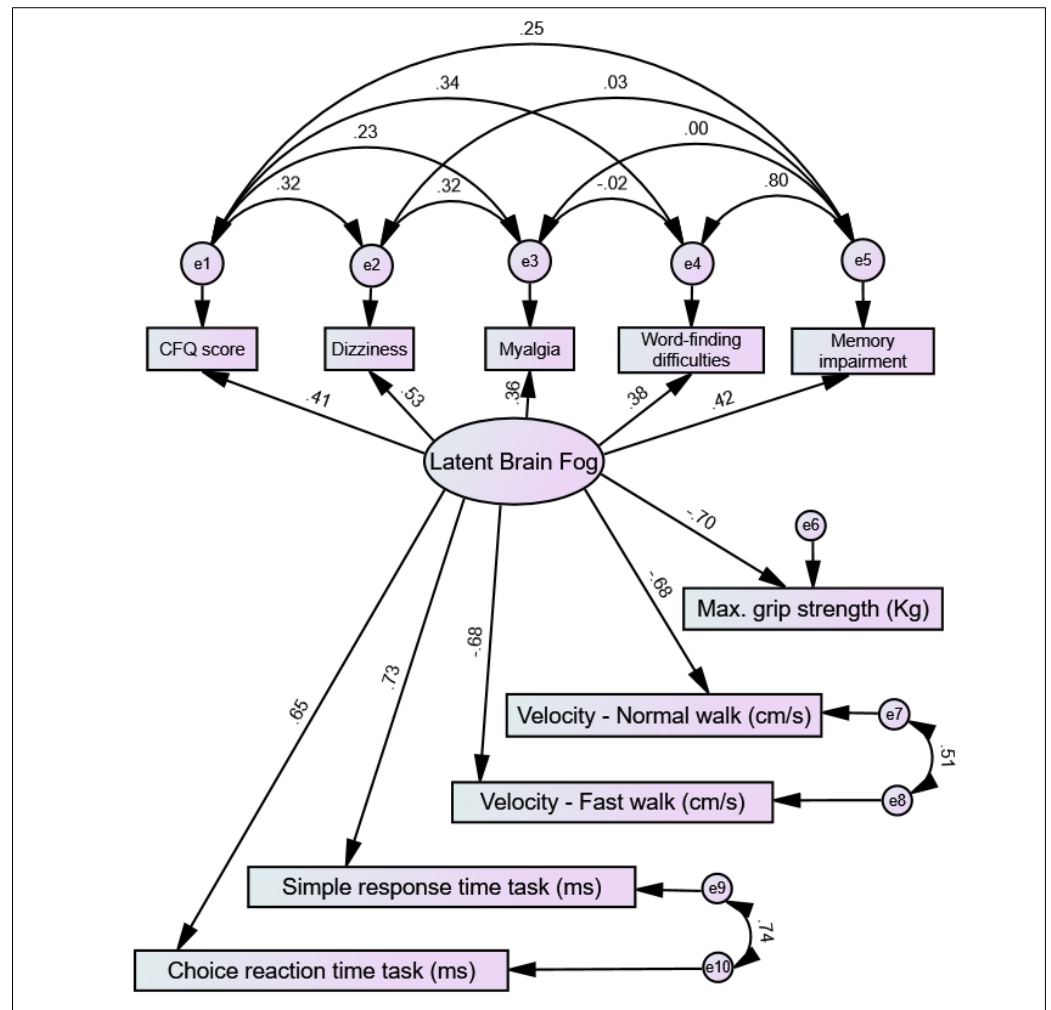 .25
.34
.03
.23
.00
.32
.32
-.02
.80
e1
e2
e3
e4
e5
CFQ score
Dizziness
Myalgia
Word-finding
difficulties
Memory
impairment
.41
.53
.36
.38
.42
Latent Brain Fog
-.70
e6
Max. grip strength (Kg)
-.68
-.68
.73
.65
Velocity - Normal walk (cm/s)
e7
.51
Velocity - Fast walk (cm/s)
e8
Simple response time task (ms)
e9
.74
Choice reaction time task (ms)
e10